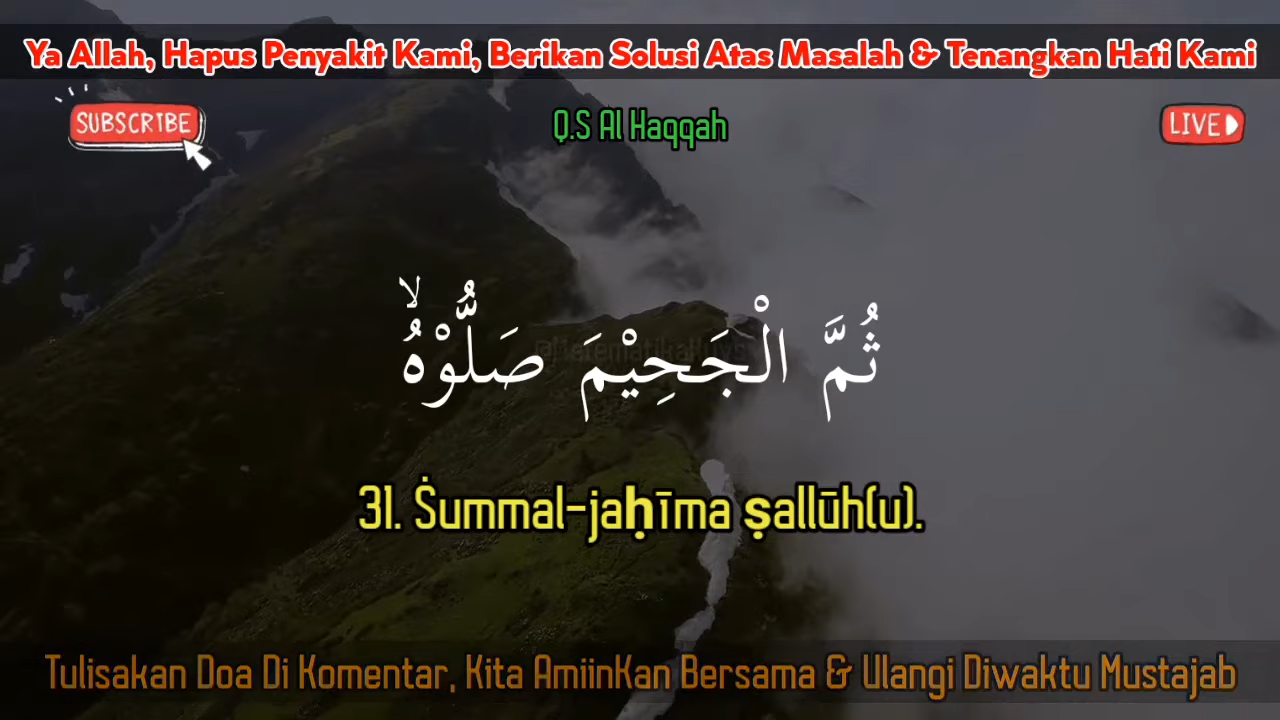 Ya Allah, Hapus Penyakit Kami, Berikan Solusi Atas Masalah & Tenangkan Hati Kami
SUBSCRIBE
Q.S Al Haqqah
LIVE
ثُمَّ الْجَحِيْمَ صَلُّوْهُۙ
31. Ṡummal-jaḥīma ṣallūh(u).
Tulisakan Doa Di Komentar, Kita AmiinKan Bersama & Ulangi Diwaktu Mustajab